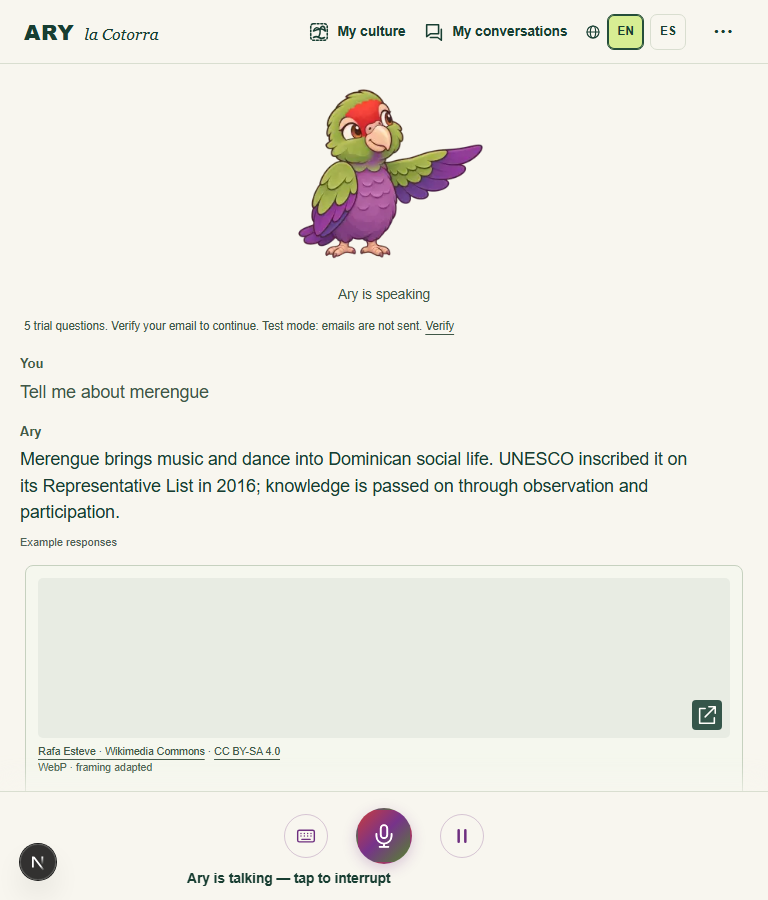 ARY la Cotorra
My culture
My conversations
EN
ES
Ary is speaking
5 trial questions. Verify your email to continue. Test mode: emails are not sent. Verify
You
Tell me about merengue
Ary
Merengue brings music and dance into Dominican social life. UNESCO inscribed it on
its Representative List in 2016; knowledge is passed on through observation and
participation.
Example responses
Rafa Esteve · Wikimedia Commons · CC BY-SA 4.0
WebP · framing adapted
N
Ary is talking — tap to interrupt